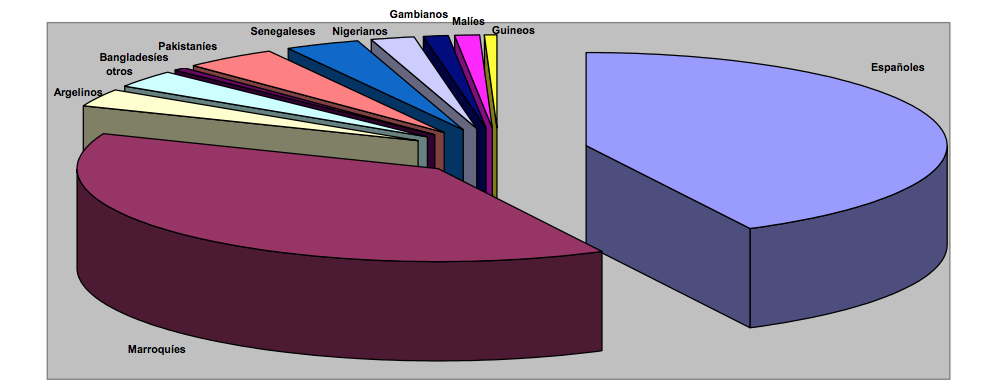 Gambianos
Malíes
Senegaleses
Nigerianos
Guineos
Pakistaníes
Bangladesíes
otros
Españoles
Argelinos
Marroquíes